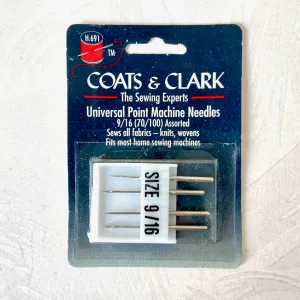 H.691
TM
COATS & CLARK
The Sewing Experts
Universal Point Machine Needles
9/16 (70/100) Assorted
Sews all fabrics – knits, wovens
Fits most home sewing machines
SIZE 9/16